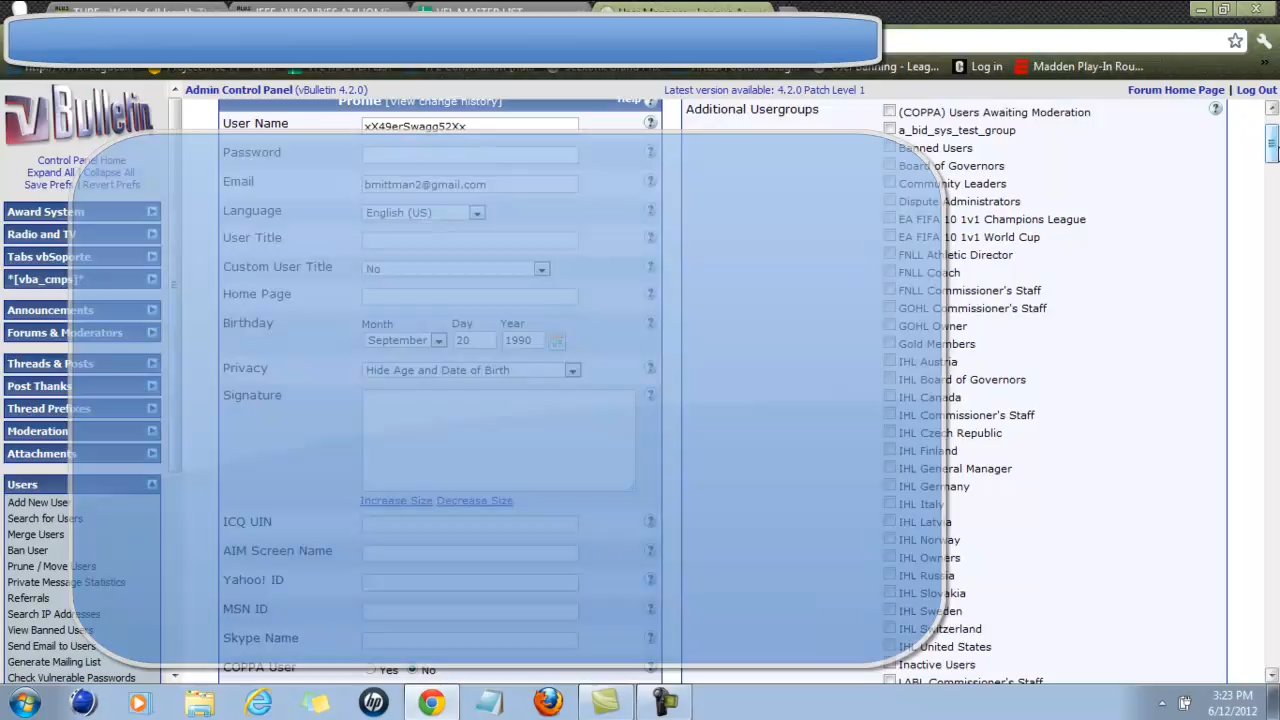 VFL MASTER LIST
Log in
Madden Play-In Rou...
vBulletin
Admin Control Panel (vBulletin 4.2.0)
Latest version available: 4.2.0 Patch Level 1
Forum Home Page | Log Out
Control Panel Home
Expand All | Collapse All
Save Prefs | Revert Prefs
Award System
Radio and TV
Tabs vbSoporte
*[vba_cmps]*
Announcements
Forums & Moderators
Threads & Posts
Post Thanks
Thread Prefixes
Moderation
Attachments
Users
Add New User
Search for Users
Merge Users
Ban User
Prune / Move Users
Private Message Statistics
Referrals
Search IP Addresses
View Banned Users
Send Email to Users
Generate Mailing List
Check Vulnerable Passwords
Profile [View change history]
Help
User Name
xX49erSwagg52Xx
Password
Email
bmittman2@gmail.com
Language
English (US)
User Title
Custom User Title
No
Home Page
Birthday
Month Day Year
September 20 1990
Privacy
Hide Age and Date of Birth
Signature
Increase Size Decrease Size
ICQ UIN
AIM Screen Name
Yahoo! ID
MSN ID
Skype Name
COPPA User
Yes No
Additional Usergroups
(COPPA) Users Awaiting Moderation
a_bid_sys_test_group
Banned Users
Board of Governors
Community Leaders
Dispute Administrators
EA FIFA 10 1v1 Champions League
EA FIFA 10 1v1 World Cup
FNLL Athletic Director
FNLL Coach
FNLL Commissioner's Staff
GOHL Commissioner's Staff
GOHL Owner
Gold Members
IHL Austria
IHL Board of Governors
IHL Canada
IHL Commissioner's Staff
IHL Czech Republic
IHL Finland
IHL General Manager
IHL Germany
IHL Italy
IHL Latvia
IHL Norway
IHL Owners
IHL Russia
IHL Slovakia
IHL Sweden
IHL Switzerland
IHL United States
Inactive Users
LABL Commissioner's Staff
3:23 PM
6/12/2012